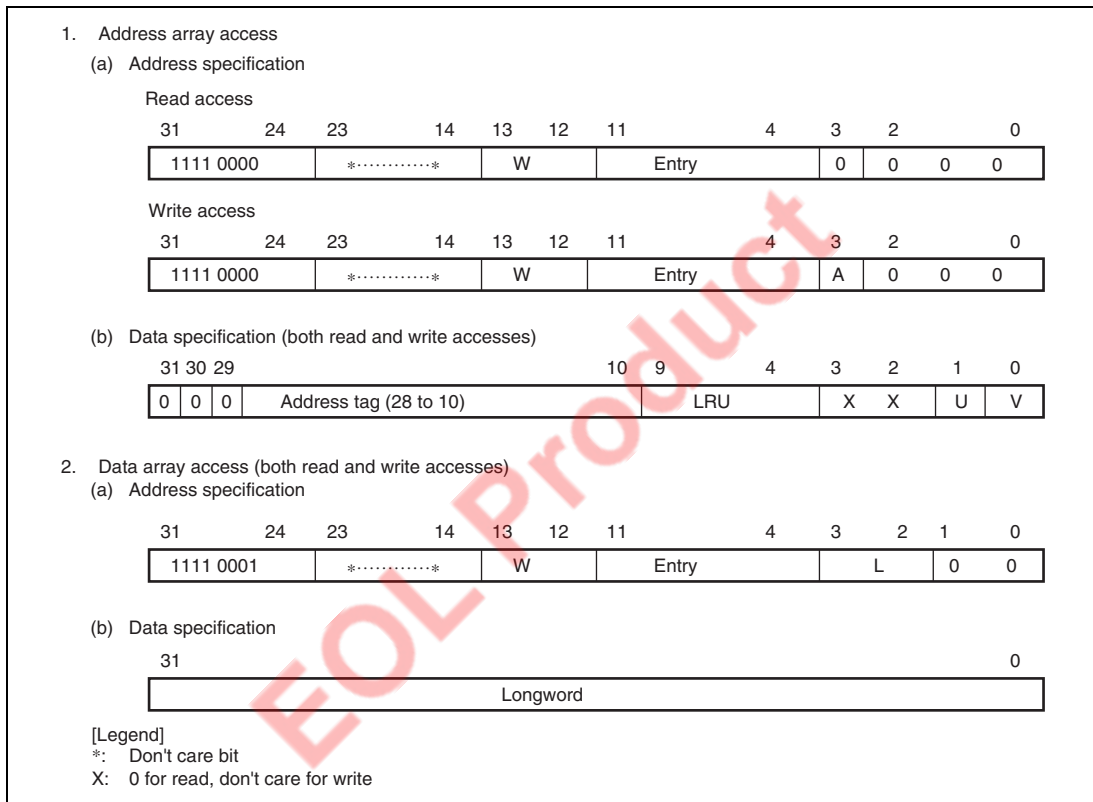 1. Address array access
(a) Address specification
Read access
31 24 23 14 13 12 11 4 3 2 0
1111 0000 *············* W Entry 0 0 0 0
Write access
31 24 23 14 13 12 11 4 3 2 0
1111 0000 *············* W Entry A 0 0 0
(b) Data specification (both read and write accesses)
31 30 29 10 9 4 3 2 1 0
0 0 0 Address tag (28 to 10) LRU X X U V
2. Data array access (both read and write accesses)
(a) Address specification
31 24 23 14 13 12 11 4 3 2 1 0
1111 0001 *············* W Entry L 0 0
(b) Data specification
31 0
Longword
[Legend]
*: Don't care bit
X: 0 for read, don't care for write
EOL Product